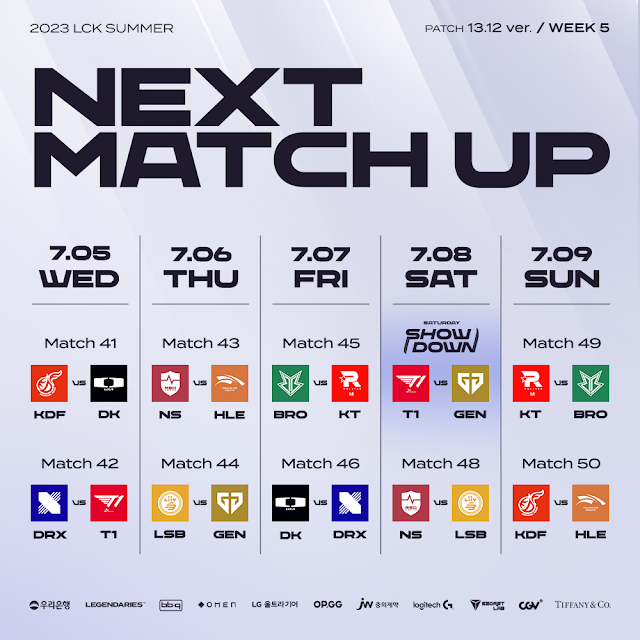 2023 LCK SUMMER
PATCH 13.12 ver. / WEEK 5
NEXT
MATCH UP
7.05
WED
7.06
THU
7.07
FRI
7.08
SAT
7.09
SUN
Match 41
Match 43
Match 45
SATURDAY
SHOW
DOWN
Match 49
KDF VS DK
NS VS HLE
BRO VS KT
T1 VS GEN
KT VS BRO
Match 42
Match 44
Match 46
Match 48
Match 50
DRX VS T1
LSB VS GEN
DK VS DRX
NS VS LSB
KDF VS HLE
우리은행 LEGENDARIES bb.q OMEN LG 울트라기어 OP.GG JW 중외제약 logitech G SECRET LAB CGV TIFFANY & CO.